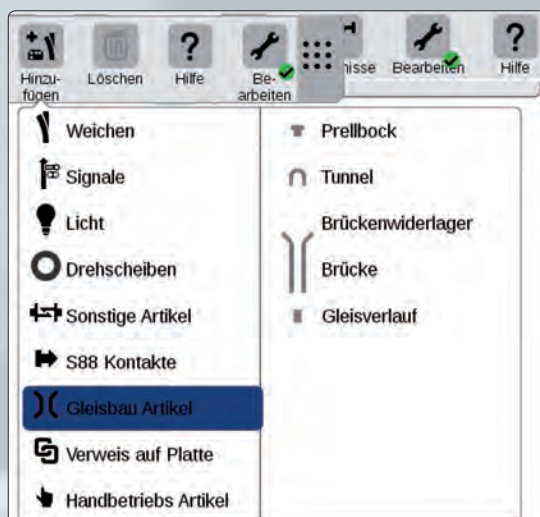 Hinzu-
fügen
Löschen
Hilfe
Be-
arbeiten
nisse
Bearbeiten
Hilfe
Weichen
Signale
Licht
Drehscheiben
Sonstige Artikel
S88 Kontakte
Gleisbau Artikel
Verweis auf Platte
Handbetriebs Artikel
Prellbock
Tunnel
Brückenwiderlager
Brücke
Gleisverlauf